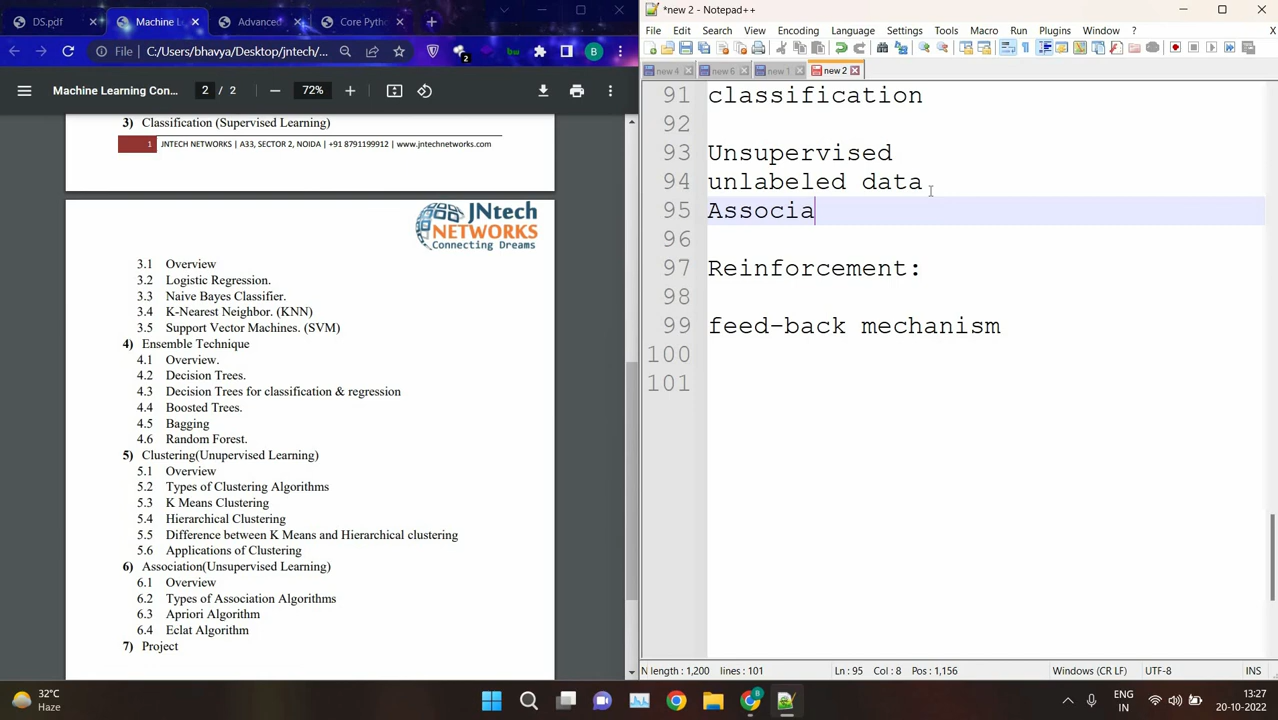 DS.pdf
Machine L
Advanced
Core Pyth
File
C:/Users/bhavya/Desktop/jntech/...
B
Machine Learning Con...
2 / 2
72%
3) Classification (Supervised Learning)
1 JNTECH NETWORKS | A33, SECTOR 2, NOIDA | +91 8791199912 | www.jntechnetworks.com
JNtech
NETWORKS
Connecting Dreams
3.1 Overview
3.2 Logistic Regression.
3.3 Naive Bayes Classifier.
3.4 K-Nearest Neighbor. (KNN)
3.5 Support Vector Machines. (SVM)
4) Ensemble Technique
4.1 Overview.
4.2 Decision Trees.
4.3 Decision Trees for classification & regression
4.4 Boosted Trees.
4.5 Bagging
4.6 Random Forest.
5) Clustering(Unupervised Learning)
5.1 Overview
5.2 Types of Clustering Algorithms
5.3 K Means Clustering
5.4 Hierarchical Clustering
5.5 Difference between K Means and Hierarchical clustering
5.6 Applications of Clustering
6) Association(Unsupervised Learning)
6.1 Overview
6.2 Types of Association Algorithms
6.3 Apriori Algorithm
6.4 Eclat Algorithm
7) Project
*new 2 - Notepad++
File Edit Search View Encoding Language Settings Tools Macro Run Plugins Window ? X
new 4
new 6
new 1
new 2
91 classification
92
93 Unsupervised
94 unlabeled data
95 Associa
96
97 Reinforcement:
98
99 feed-back mechanism
100
101
N length : 1,200 lines : 101 Ln : 95 Col : 8 Pos : 1,156 Windows (CR LF) UTF-8 INS
32°C
Haze
ENG
IN
13:27
20-10-2022